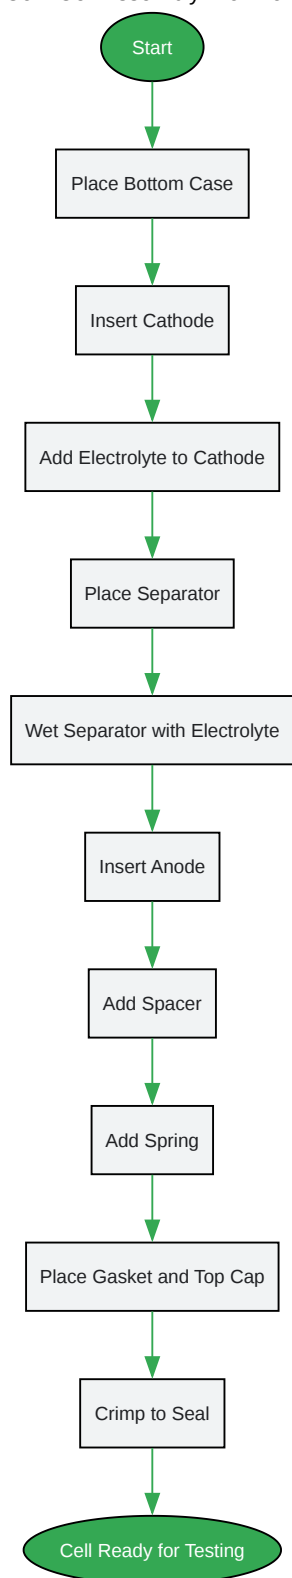 Start
Place Bottom Case
Insert Cathode
Add Electrolyte to Cathode
Place Separator
Wet Separator with Electrolyte
Insert Anode
Add Spacer
Add Spring
Place Gasket and Top Cap
Crimp to Seal
Cell Ready for Testing